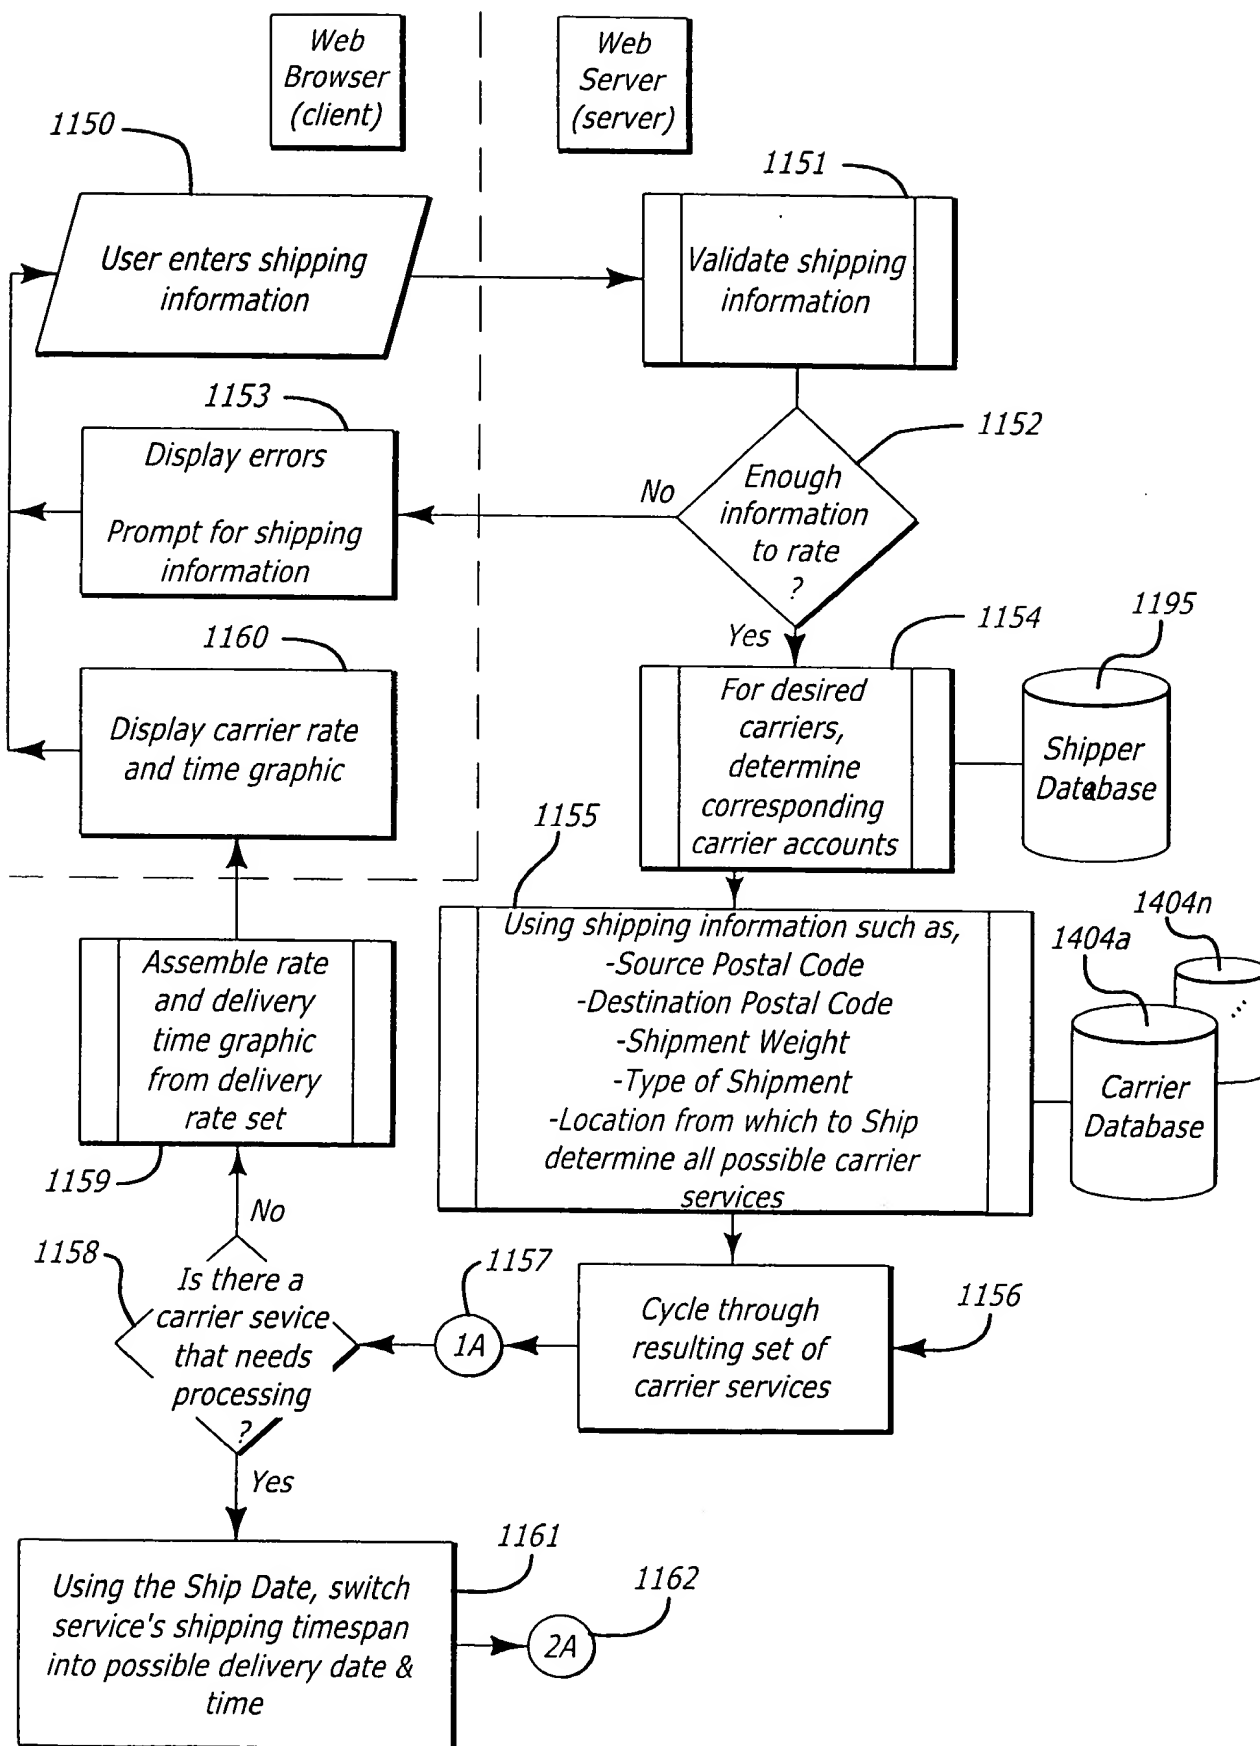 Web
Browser
(client)
Web
Server
(server)
1150
1151
User enters shipping
information
Validate shipping
information
1153
1152
Display errors
Prompt for shipping
information
No
Enough
information
to rate
?
Yes
1160
1154
1195
Display carrier rate
and time graphic
For desired
carriers,
determine
corresponding
carrier accounts
Shipper
Database
1155
1404n
1404a
Assemble rate
and delivery
time graphic
from delivery
rate set
Using shipping information such as,
-Source Postal Code
-Destination Postal Code
-Shipment Weight
-Type of Shipment
-Location from which to Ship
determine all possible carrier
services
Carrier
Database
1159
No
1158
Is there a
carrier sevice
that needs
processing
?
1157
1A
Cycle through
resulting set of
carrier services
1156
Yes
1161
Using the Ship Date, switch
service's shipping timespan
into possible delivery date &
time
1162
2A